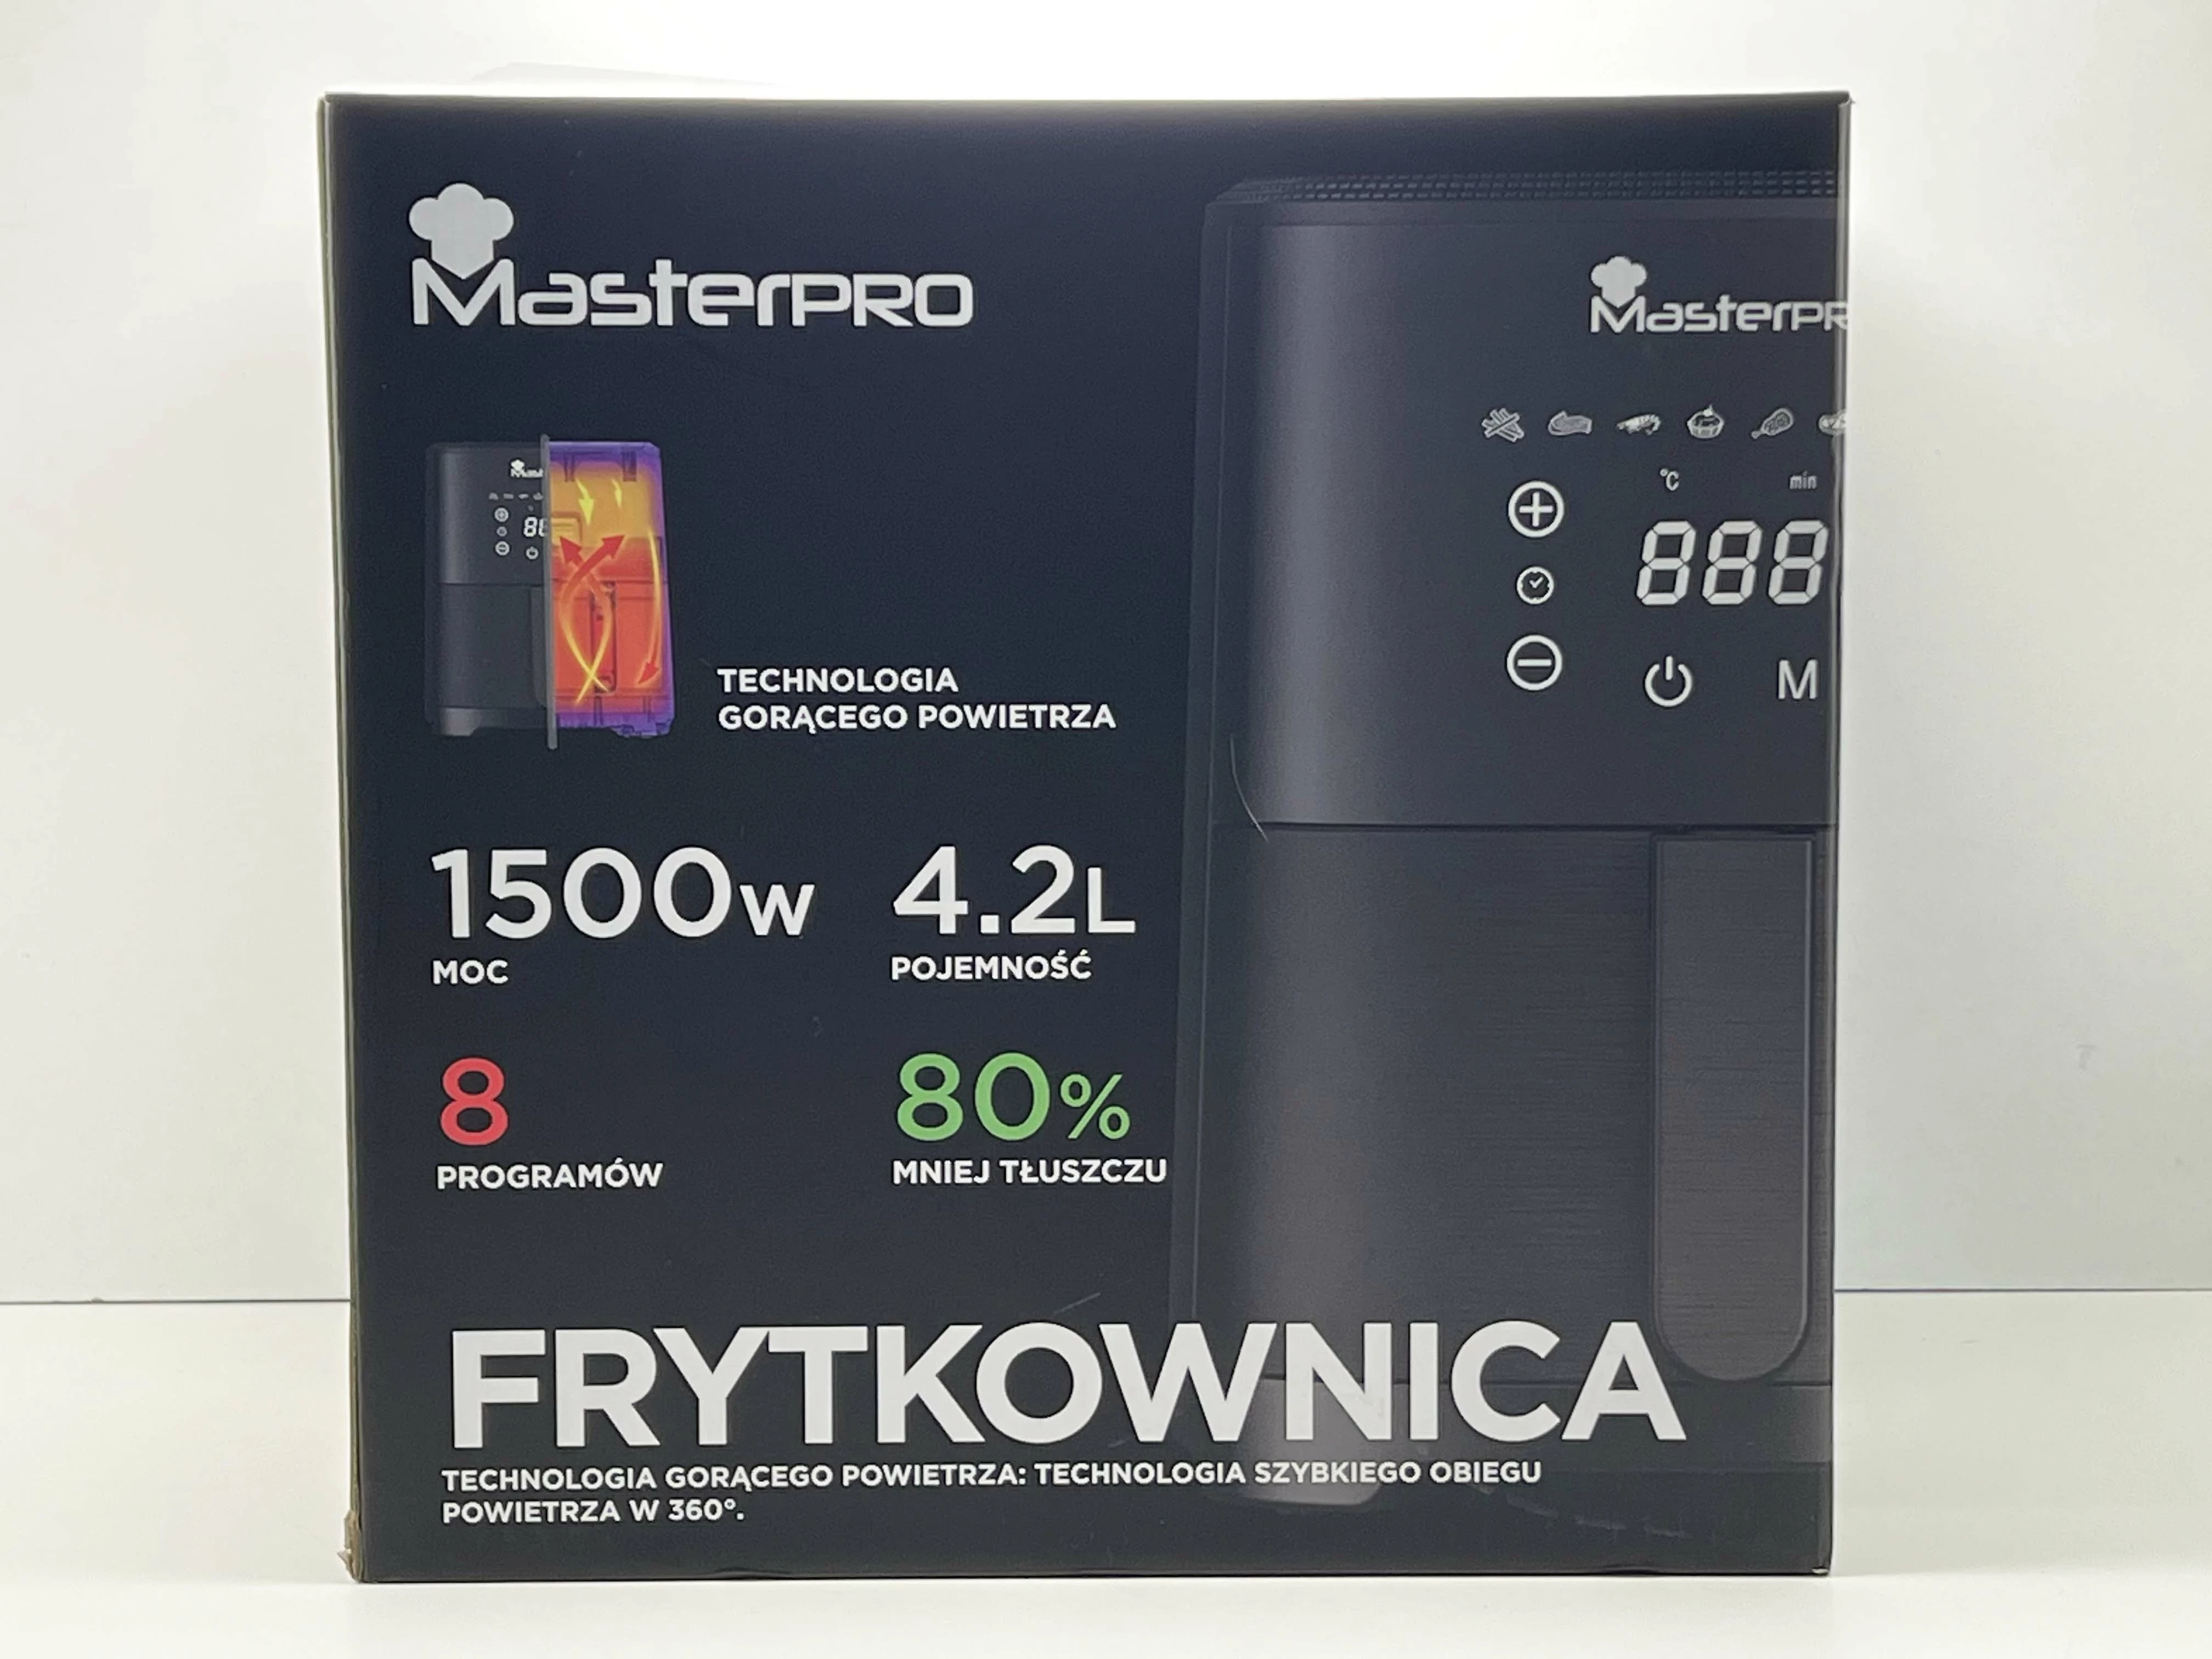 MasterPRO
MasterPR
°C min
888
M
TECHNOLOGIA
GORĄCEGO POWIETRZA
1500W
MOC
4.2L
POJEMNOŚĆ
8
PROGRAMÓW
80%
MNIEJ TŁUSZCZU
FRYTKOWNICA
TECHNOLOGIA GORĄCEGO POWIETRZA: TECHNOLOGIA SZYBKIEGO OBIEGU
POWIETRZA W 360°.